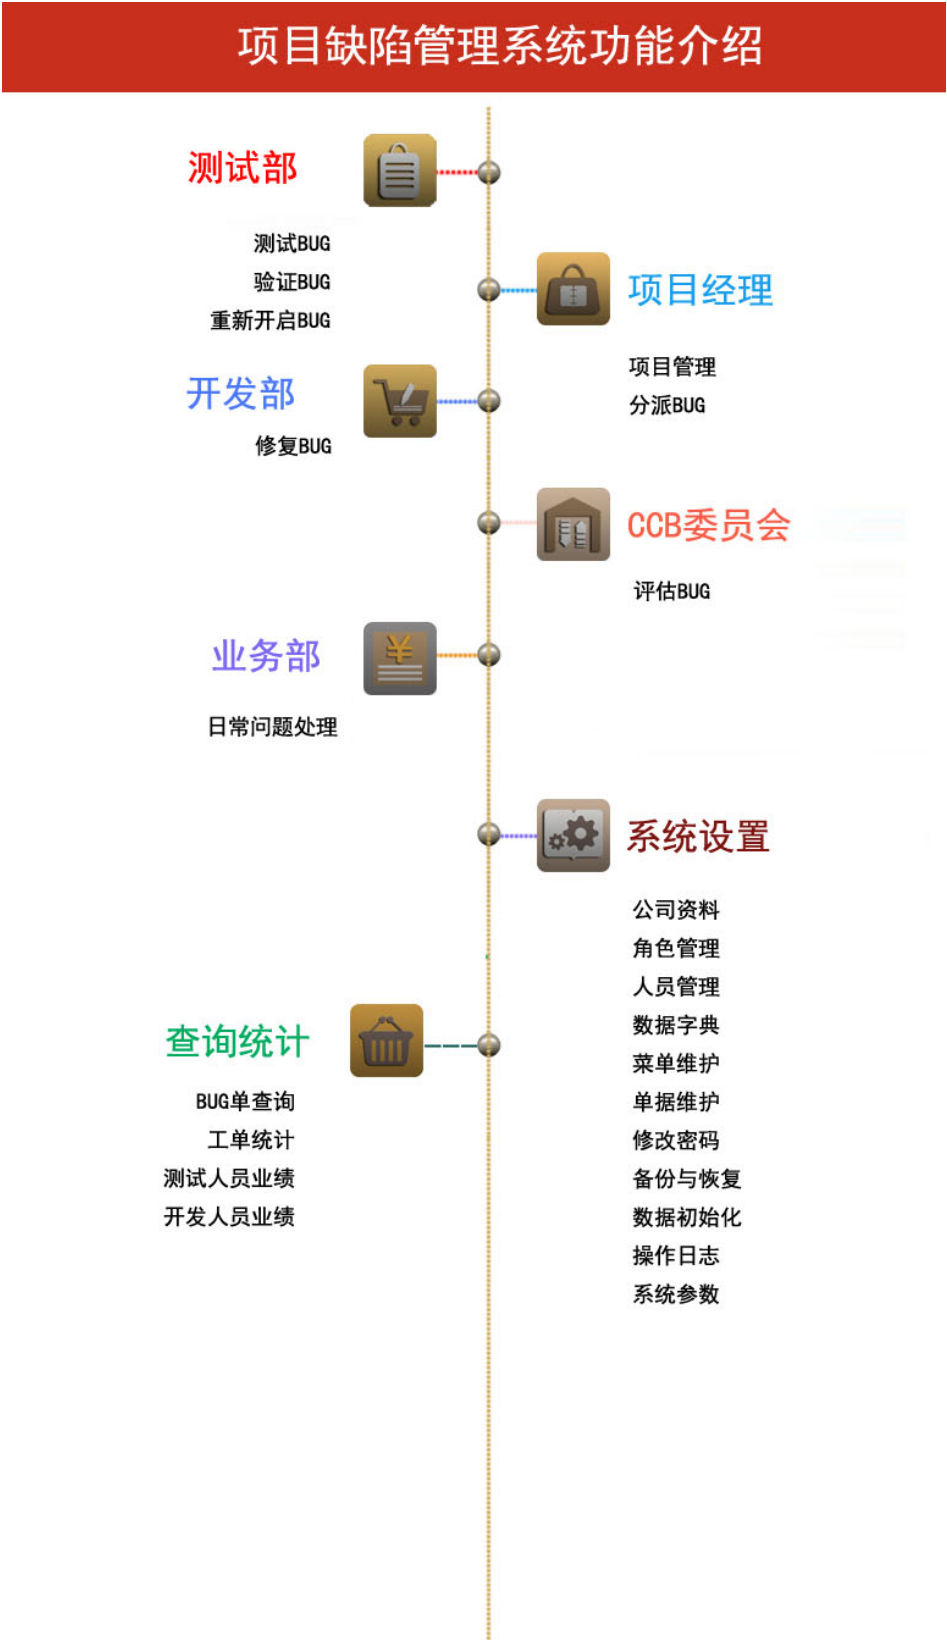 项目缺陷管理系统功能介绍
测试部
测试BUG
验证BUG
重新开启BUG
项目经理
项目管理
分派BUG
开发部
修复BUG
CCB委员会
评估BUG
业务部
¥
日常问题处理
系统设置
公司资料
角色管理
人员管理
数据字典
菜单维护
单据维护
修改密码
备份与恢复
数据初始化
操作日志
系统参数
查询统计
BUG单查询
工单统计
测试人员业绩
开发人员业绩